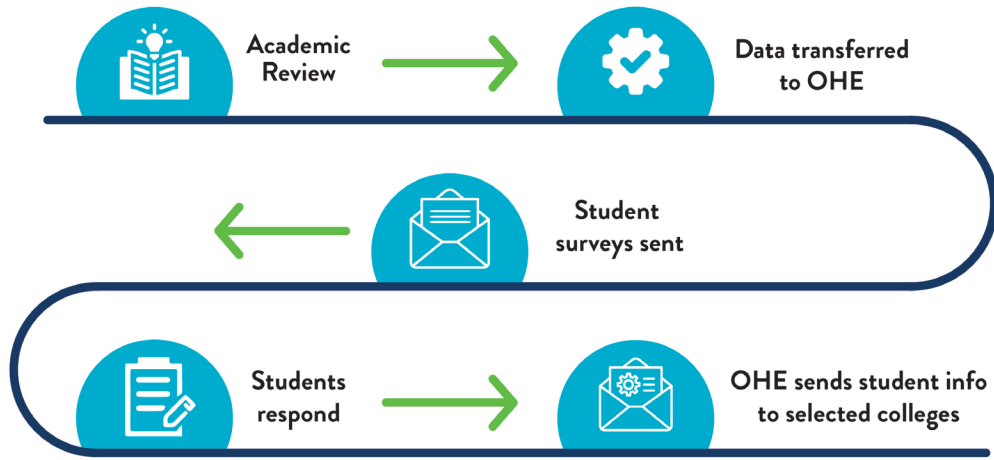 Academic
Review
Data transferred
to OHE
Student
surveys sent
Students
respond
OHE sends student info
to selected colleges